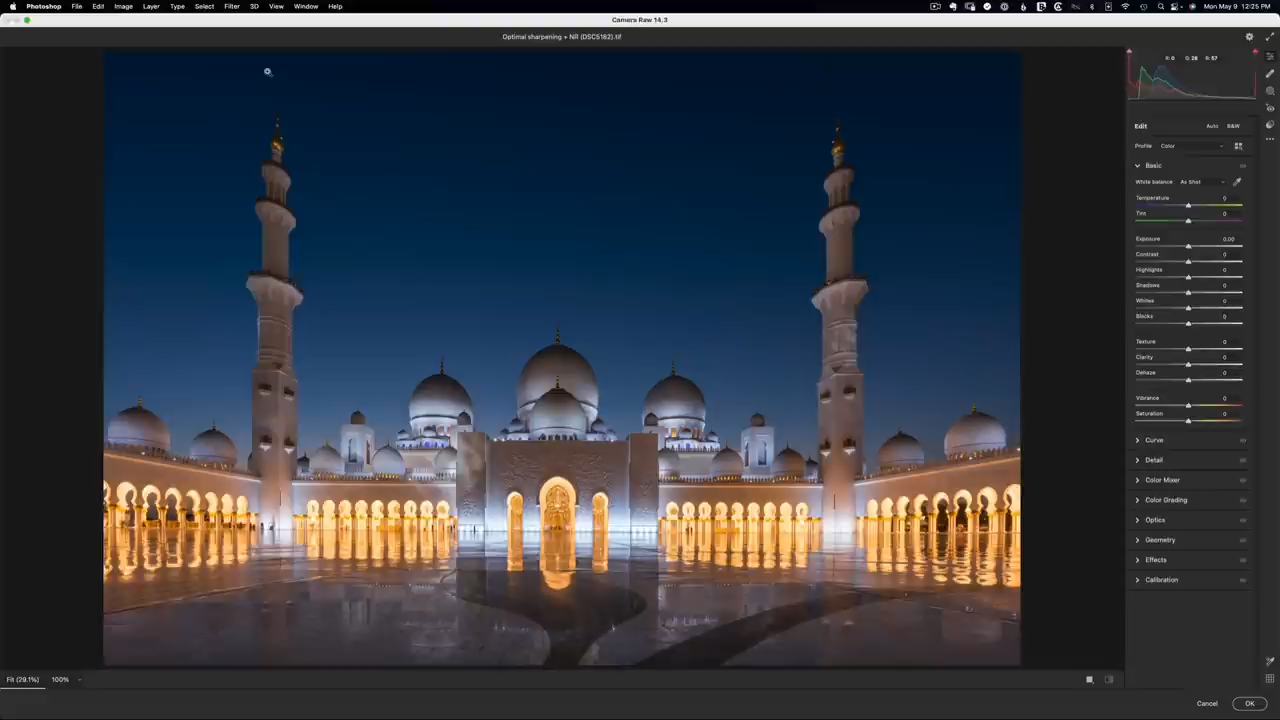 Photoshop File Edit Image Layer Type Select Filter 3D View Window Help Mon May 9 12:25 PM
Camera Raw 14.3
Optimal sharpening + NR (DSC5182).tif
R: 0 G: 28 B: 57
Edit Auto B&W
Profile Color
Basic
White balance As Shot
Temperature 0
Tint 0
Exposure 0.00
Contrast 0
Highlights 0
Shadows 0
Whites 0
Blacks 0
Texture 0
Clarity 0
Dehaze 0
Vibrance 0
Saturation 0
Curve
Detail
Color Mixer
Color Grading
Optics
Geometry
Effects
Calibration
Fit (29.1%) 100%
Cancel OK